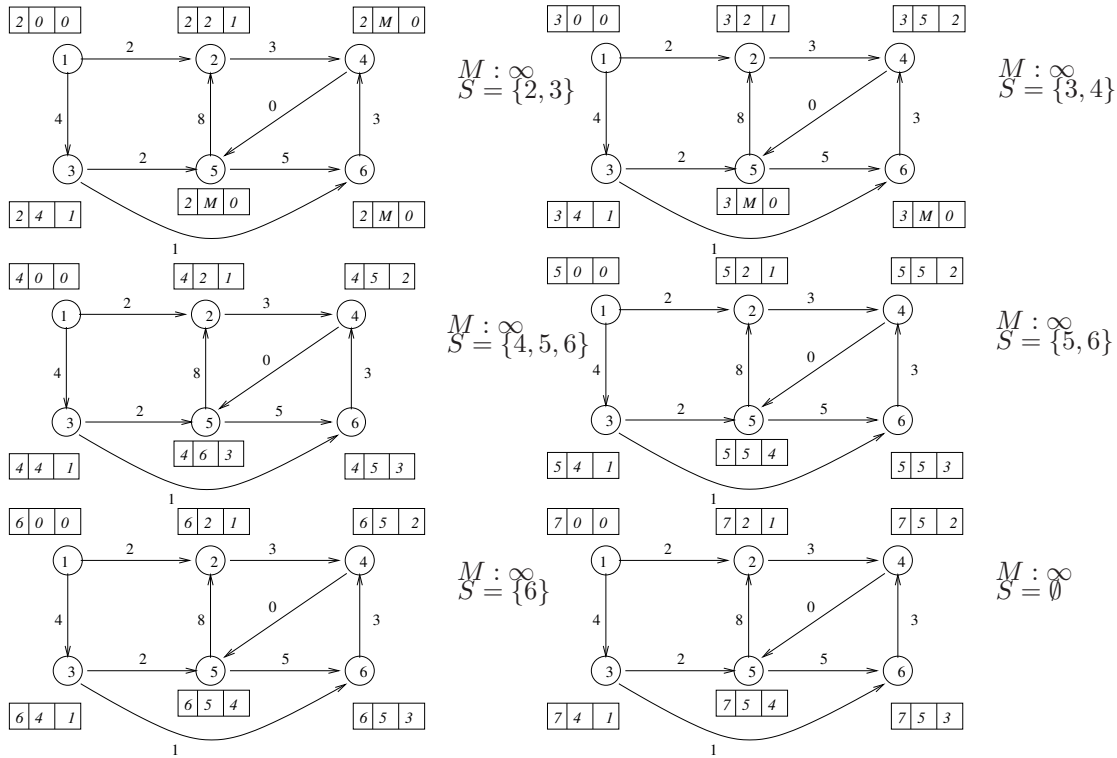 2 0 0 2 2 1 2 M 0 3 0 0 3 2 1 3 5 2
2 3 2 3
1 2 4 1 2 4
M : ∞ M : ∞
S = {2, 3} S = {3, 4}
0 0
4 8 3 4 8 3
2 5 2 5
3 5 6 3 5 6
2 M 0 3 M 0
2 4 1 2 M 0 3 4 1 3 M 0
1 1
4 0 0 4 2 1 4 5 2 5 0 0 5 2 1 5 5 2
2 3 2 3
1 2 4 1 2 4
M : ∞ M : ∞
S = {4, 5, 6} S = {5, 6}
0 0
4 8 3 4 8 3
2 5 2 5
3 5 6 3 5 6
4 6 3 5 5 4
4 4 1 4 5 3 5 4 1 5 5 3
1 1
6 0 0 6 2 1 6 5 2 7 0 0 7 2 1 7 5 2
2 3 2 3
1 2 4 1 2 4
M : ∞ M : ∞
S = {6} S = ∅
0 0
4 8 3 4 8 3
2 5 2 5
3 5 6 3 5 6
6 5 4 7 5 4
6 4 1 6 5 3 7 4 1 7 5 3
1 1